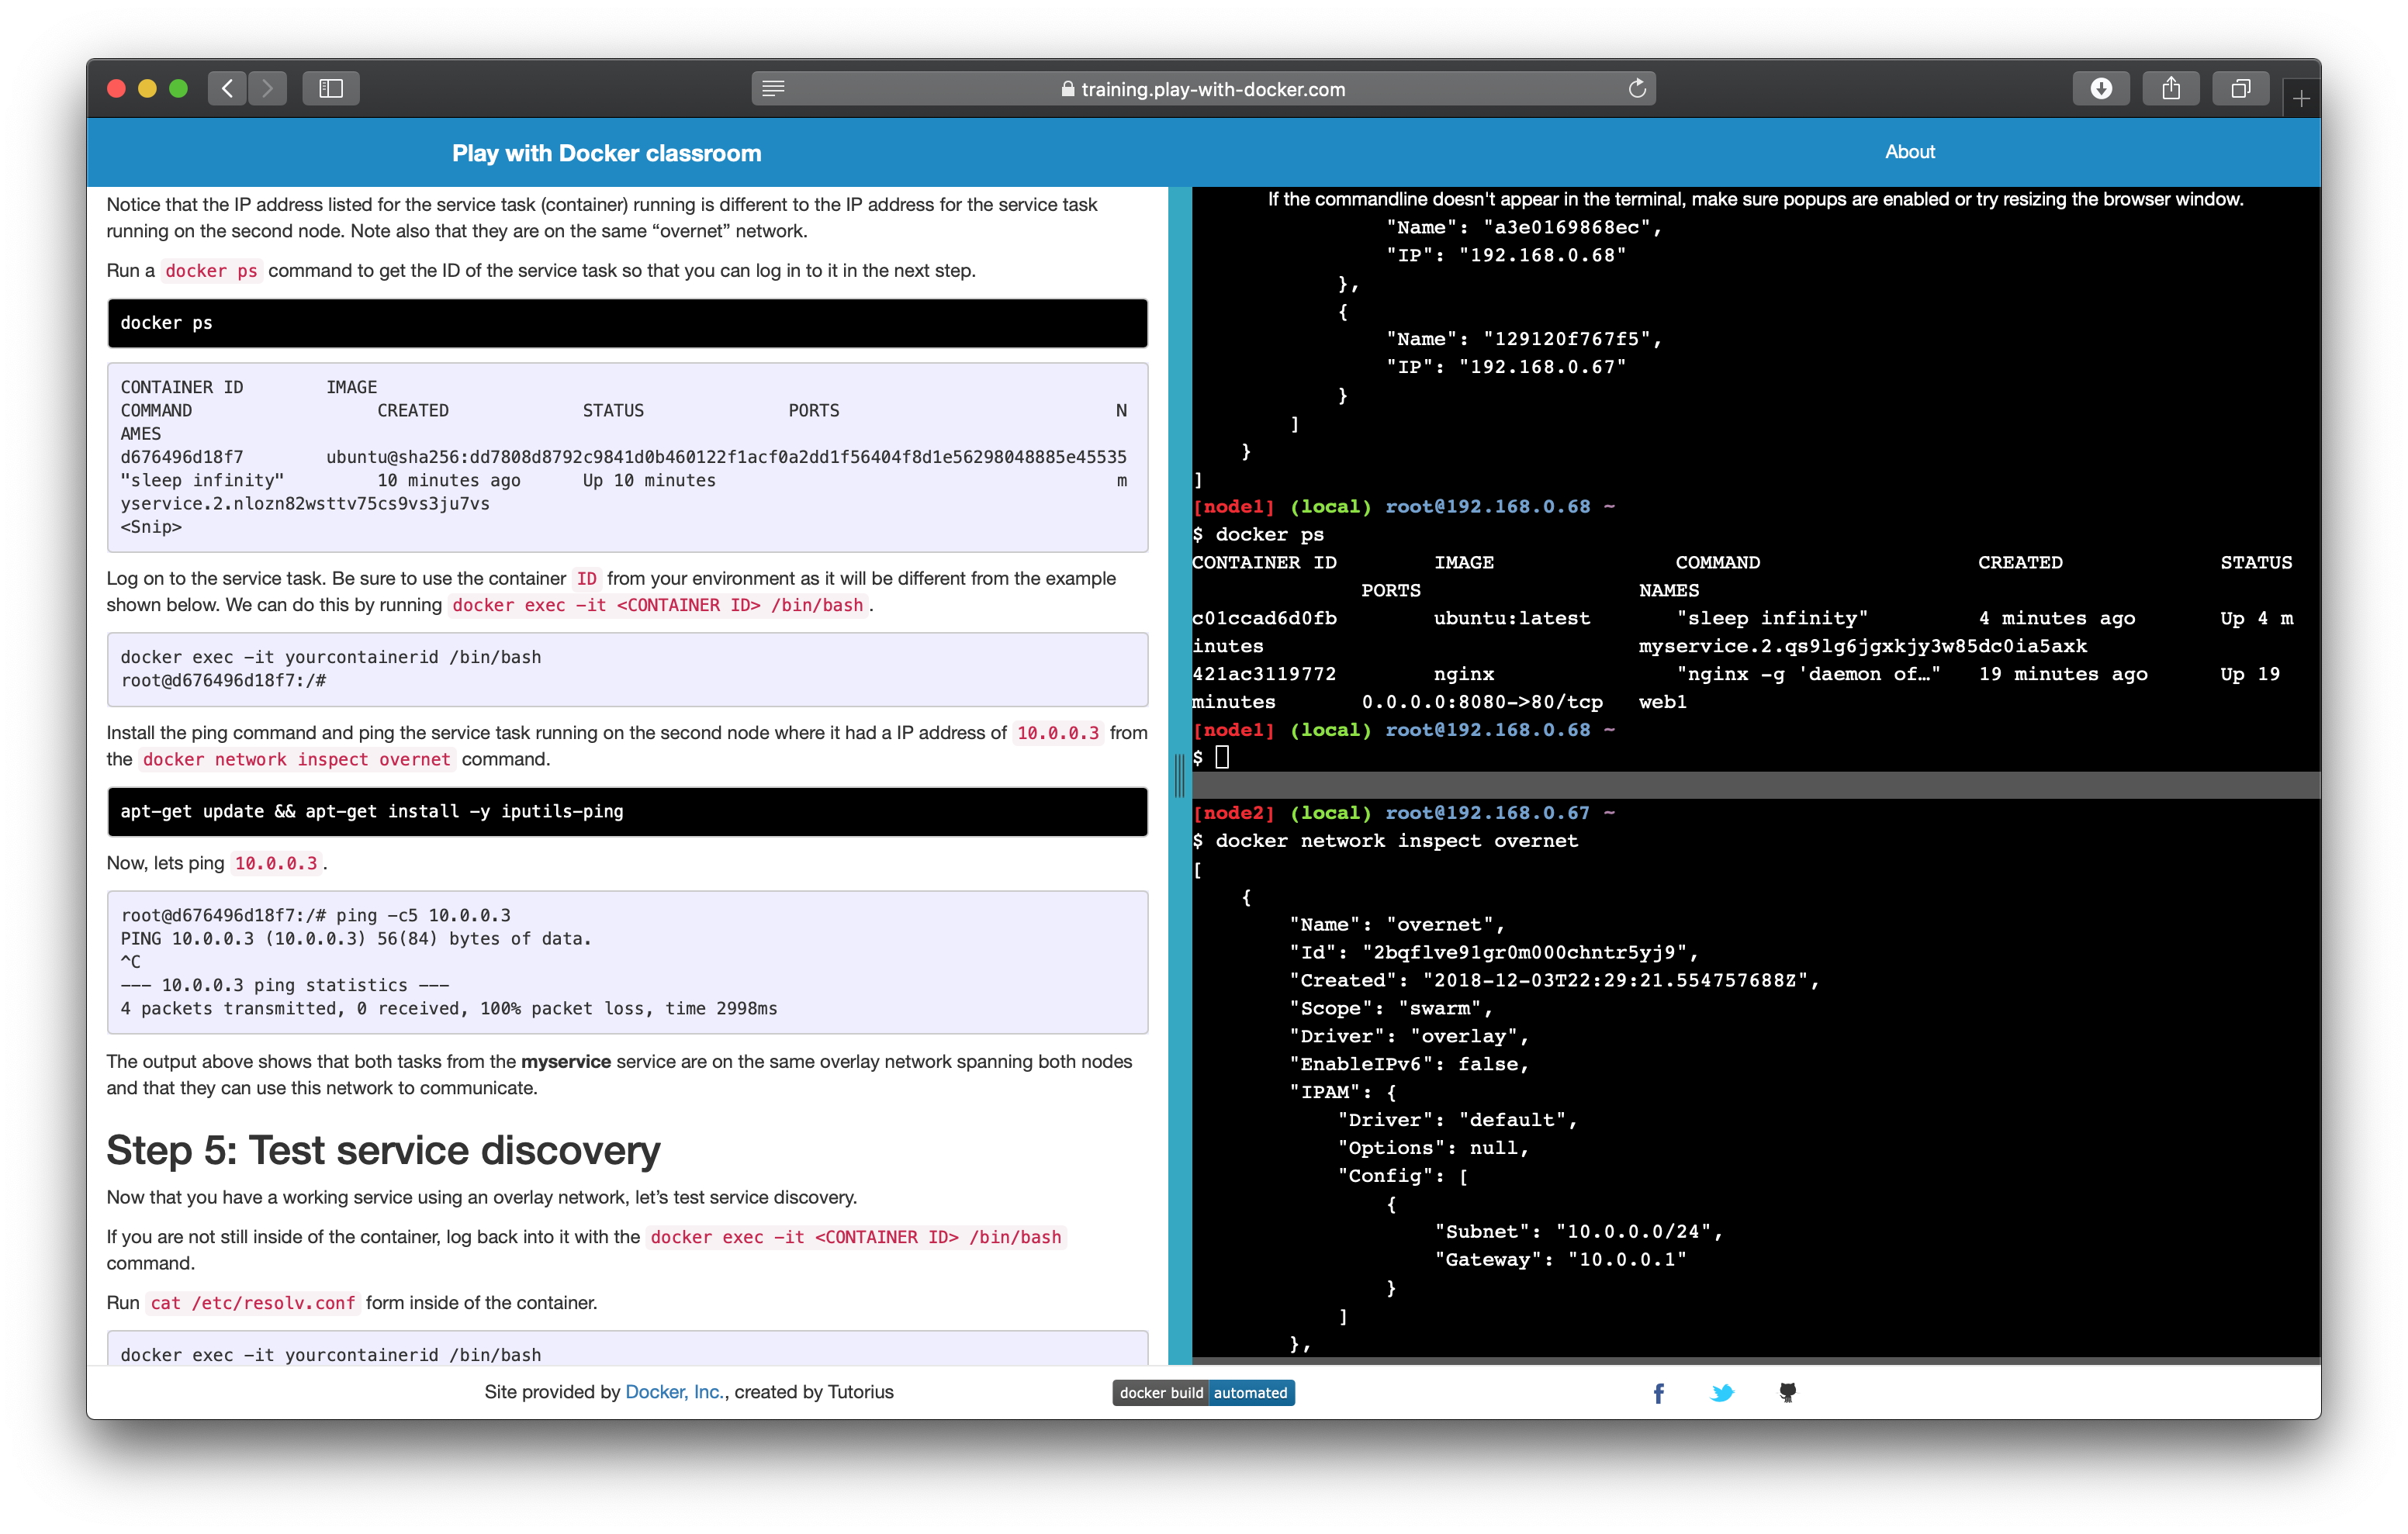 training.play-with-docker.com
Play with Docker classroom
About
Notice that the IP address listed for the service task (container) running is different to the IP address for the service task
running on the second node. Note also that they are on the same “overnet” network.
Run a docker ps command to get the ID of the service task so that you can log in to it in the next step.
docker ps
CONTAINER ID        IMAGE
COMMAND                  CREATED             STATUS              PORTS                           N
AMES
d676496d18f7        ubuntu@sha256:dd7808d8792c9841d0b460122f1acf0a2dd1f56404f8d1e56298048885e45535
"sleep infinity"         10 minutes ago      Up 10 minutes                                       m
yservice.2.nlozn82wsttv75cs9vs3ju7vs
<Snip>
Log on to the service task. Be sure to use the container ID from your environment as it will be different from the example
shown below. We can do this by running docker exec -it <CONTAINER ID> /bin/bash.
docker exec -it yourcontainerid /bin/bash
root@d676496d18f7:/#
Install the ping command and ping the service task running on the second node where it had a IP address of 10.0.0.3 from
the docker network inspect overnet command.
apt-get update && apt-get install -y iputils-ping
Now, lets ping 10.0.0.3.
root@d676496d18f7:/# ping -c5 10.0.0.3
PING 10.0.0.3 (10.0.0.3) 56(84) bytes of data.
^C
--- 10.0.0.3 ping statistics ---
4 packets transmitted, 0 received, 100% packet loss, time 2998ms
The output above shows that both tasks from the myservice service are on the same overlay network spanning both nodes
and that they can use this network to communicate.
Step 5: Test service discovery
Now that you have a working service using an overlay network, let’s test service discovery.
If you are not still inside of the container, log back into it with the docker exec -it <CONTAINER ID> /bin/bash
command.
Run cat /etc/resolv.conf form inside of the container.
docker exec -it yourcontainerid /bin/bash
If the commandline doesn't appear in the terminal, make sure popups are enabled or try resizing the browser window.
"Name": "a3e0169868ec",
"IP": "192.168.0.68"
},
{
"Name": "129120f767f5",
"IP": "192.168.0.67"
}
]
}
]
[node1] (local) root@192.168.0.68 ~
$ docker ps
CONTAINER ID        IMAGE               COMMAND                  CREATED             STATUS
PORTS                  NAMES
c01ccad6d0fb        ubuntu:latest       "sleep infinity"         4 minutes ago       Up 4 m
inutes                               myservice.2.qs9lg6jgxkjy3w85dc0ia5axk
421ac3119772        nginx               "nginx -g 'daemon of…"   19 minutes ago      Up 19
minutes       0.0.0.0:8080->80/tcp   web1
[node1] (local) root@192.168.0.68 ~
$
[node2] (local) root@192.168.0.67 ~
$ docker network inspect overnet
[
{
"Name": "overnet",
"Id": "2bqflve91gr0m000chntr5yj9",
"Created": "2018-12-03T22:29:21.554757688Z",
"Scope": "swarm",
"Driver": "overlay",
"EnableIPv6": false,
"IPAM": {
"Driver": "default",
"Options": null,
"Config": [
{
"Subnet": "10.0.0.0/24",
"Gateway": "10.0.0.1"
}
]
},
Site provided by Docker, Inc., created by Tutorius
docker build automated